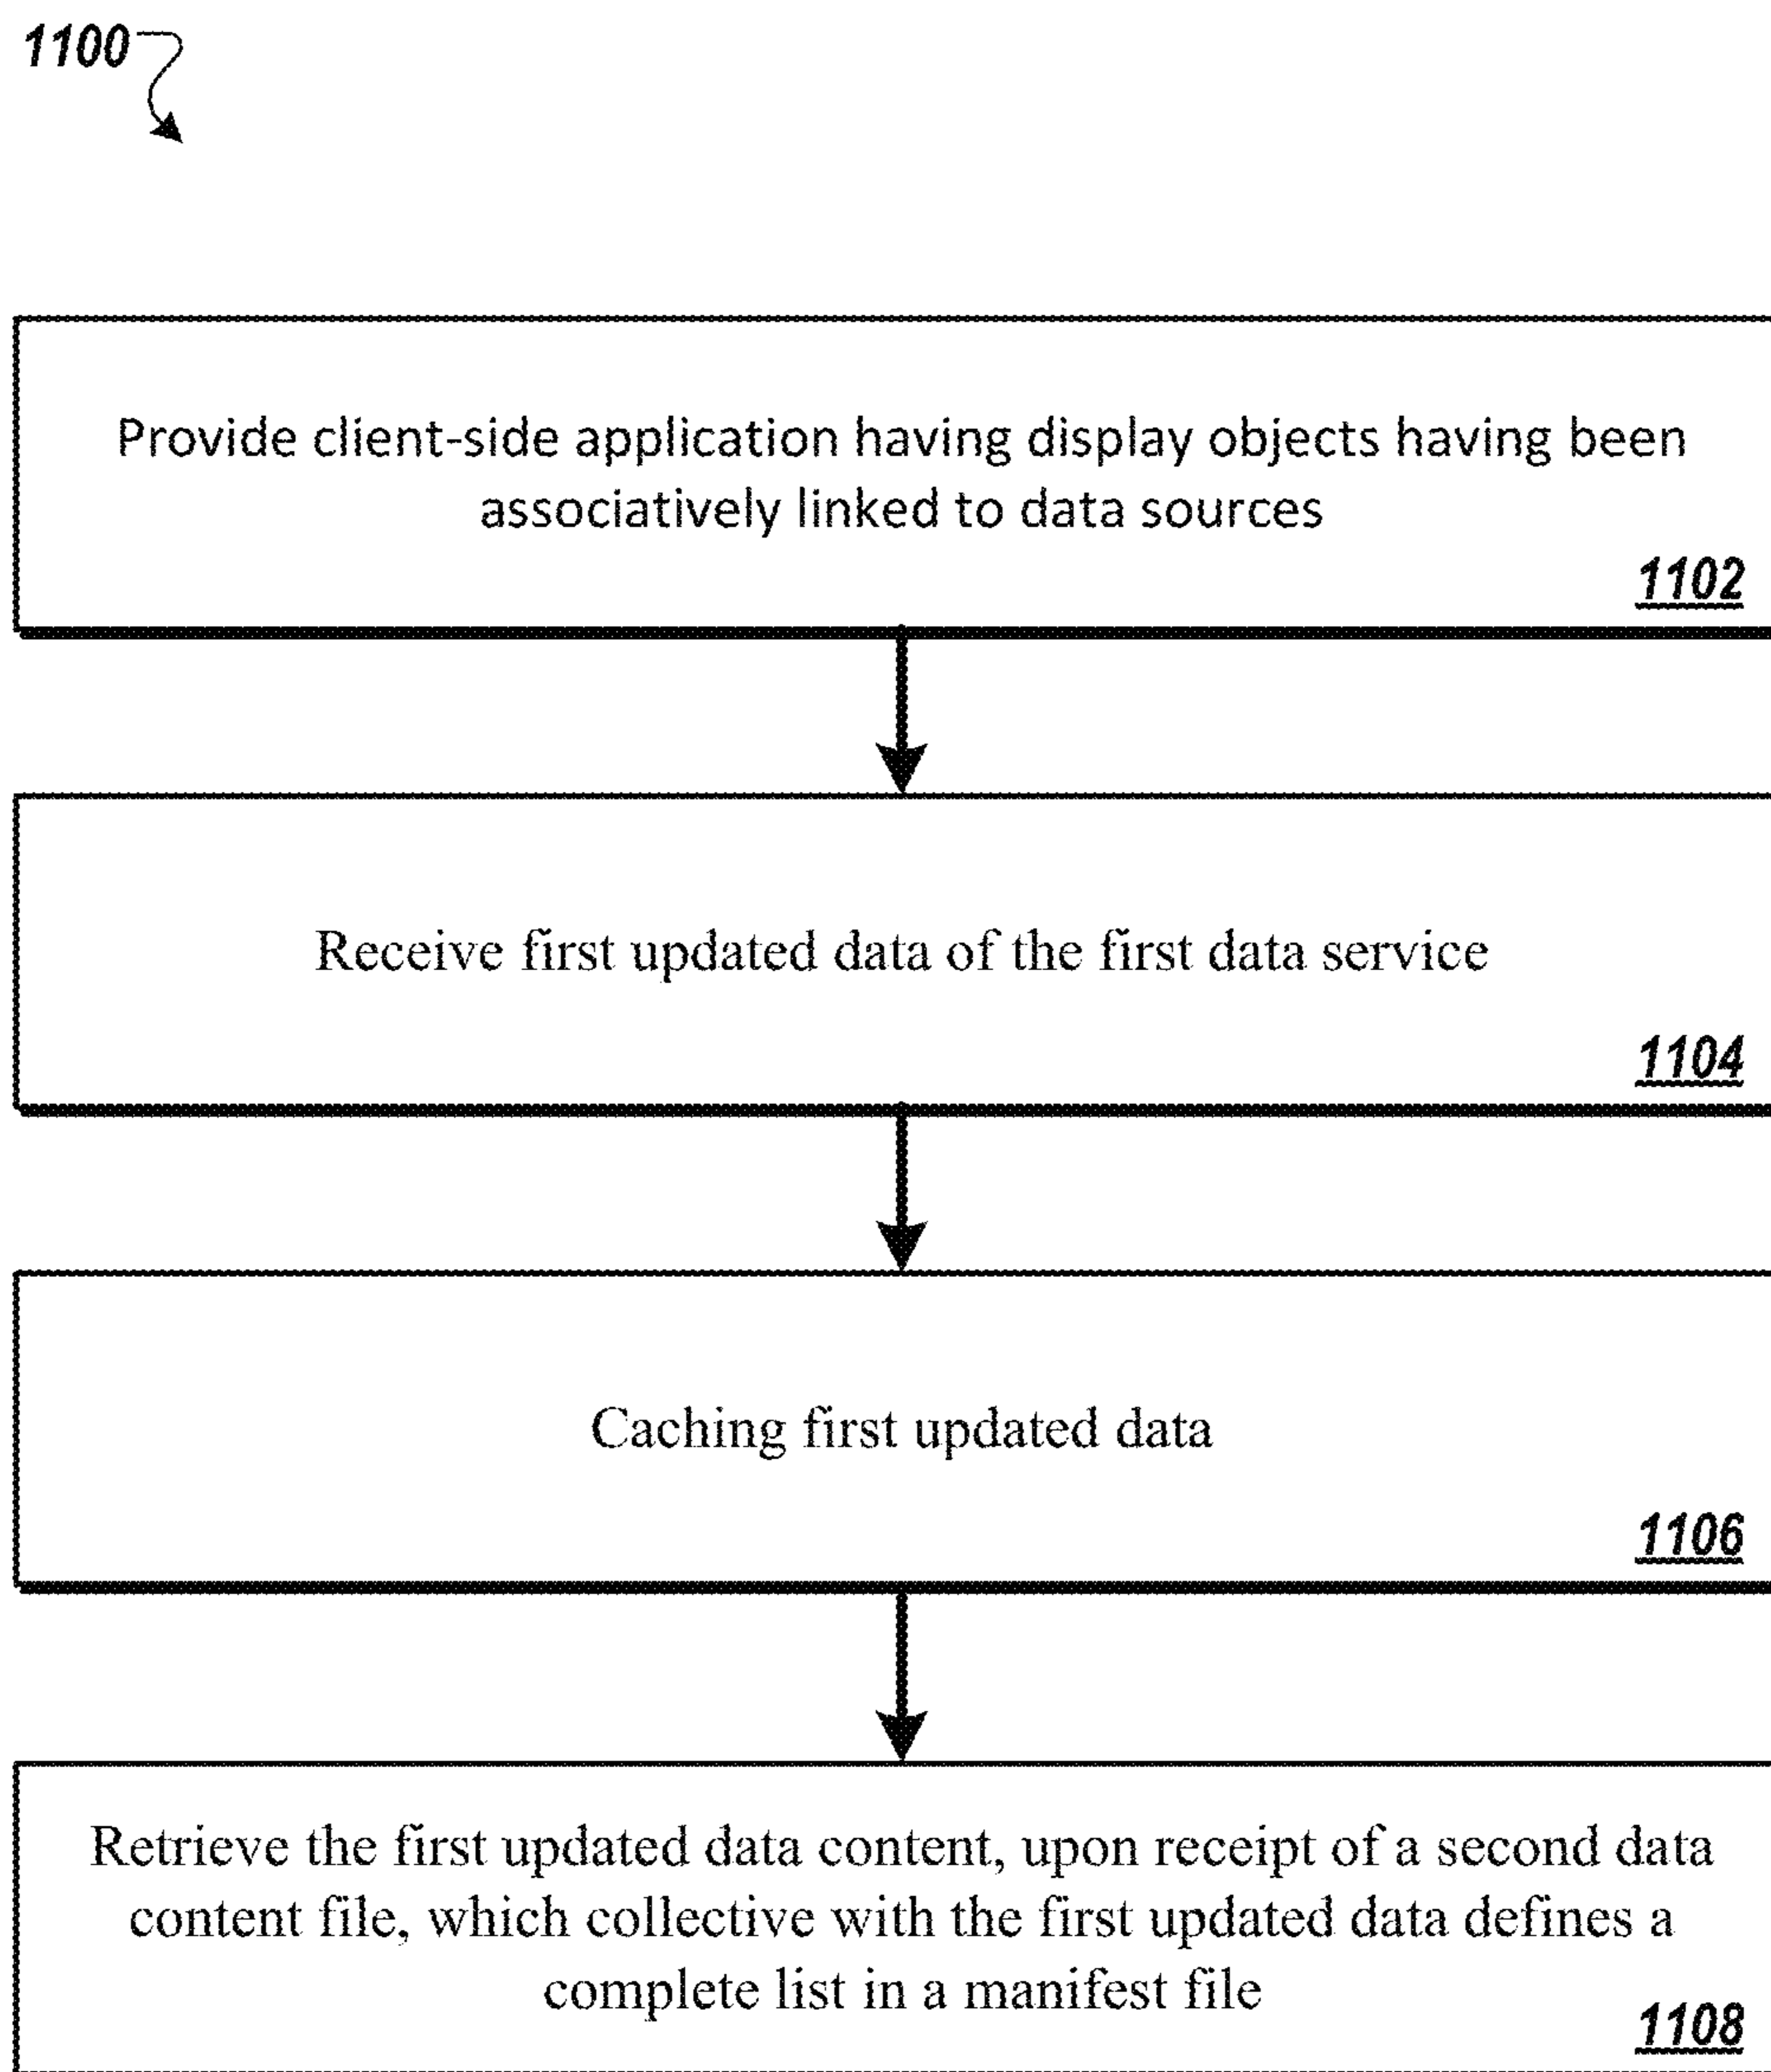 1100
Provide client-side application having display objects having been
associatively linked to data sources
1102
Receive first updated data of the first data service
1104
Caching first updated data
1106
Retrieve the first updated data content, upon receipt of a second data
content file, which collective with the first updated data defines a
complete list in a manifest file
1108